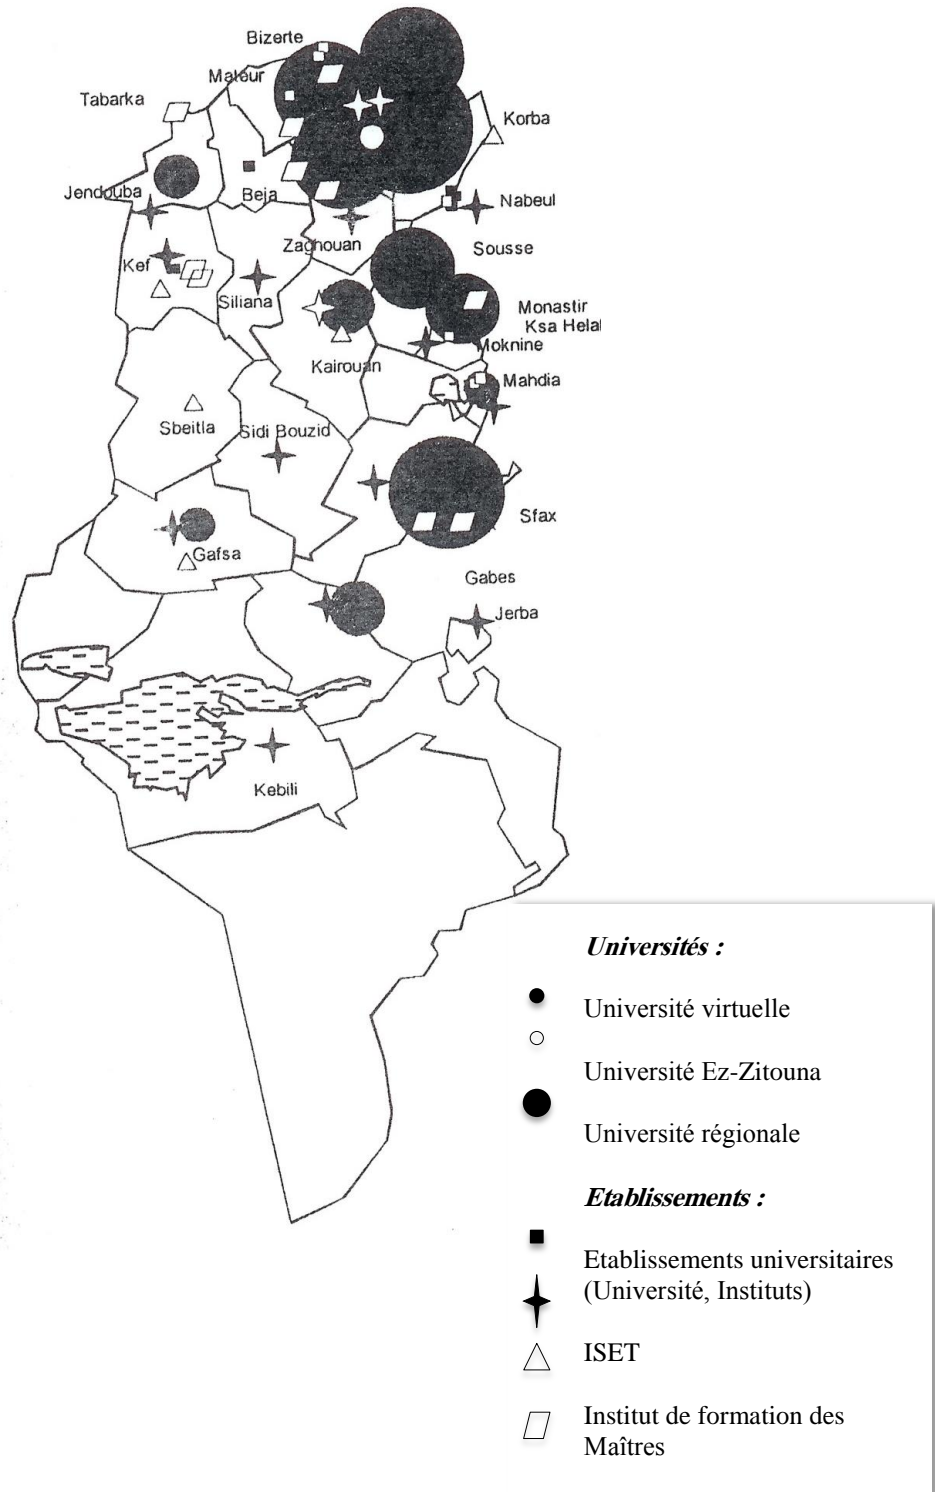 Bizerte
Mateur
Tabarka
Korba
Jendouba
Beja
Nabeul
Zaghouan
Sousse
Kef
Siliana
Monastir
Ksa Helal
Moknine
Kairouan
Mahdia
Sbeitla
Sidi Bouzid
Sfax
Gafsa
Gabes
Jerba
Kebili
Universités :
Université virtuelle
Université Ez-Zitouna
Université régionale
Etablissements :
Etablissements universitaires
(Université, Instituts)
ISET
Institut de formation des
Maîtres